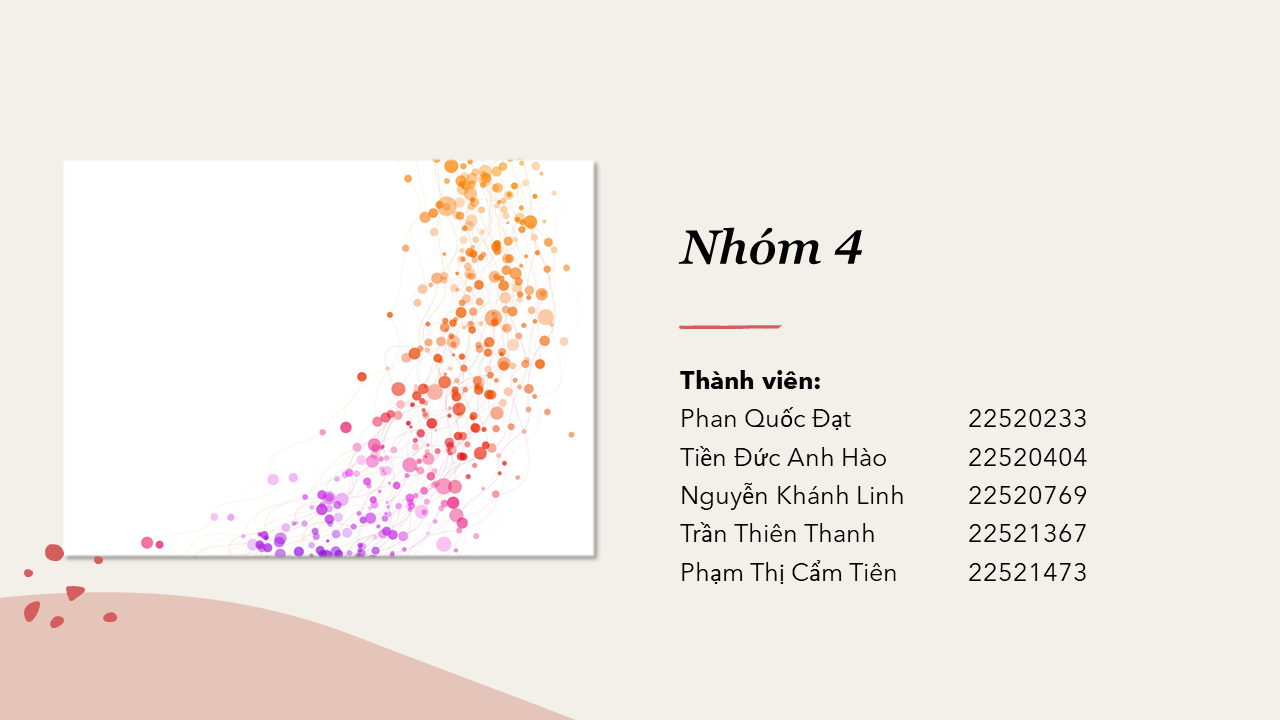 Nhóm 4
Thành viên:
Phan Quốc Đạt 22520233
Tiền Đức Anh Hào 22520404
Nguyễn Khánh Linh 22520769
Trần Thiên Thanh 22521367
Phạm Thị Cẩm Tiên 22521473